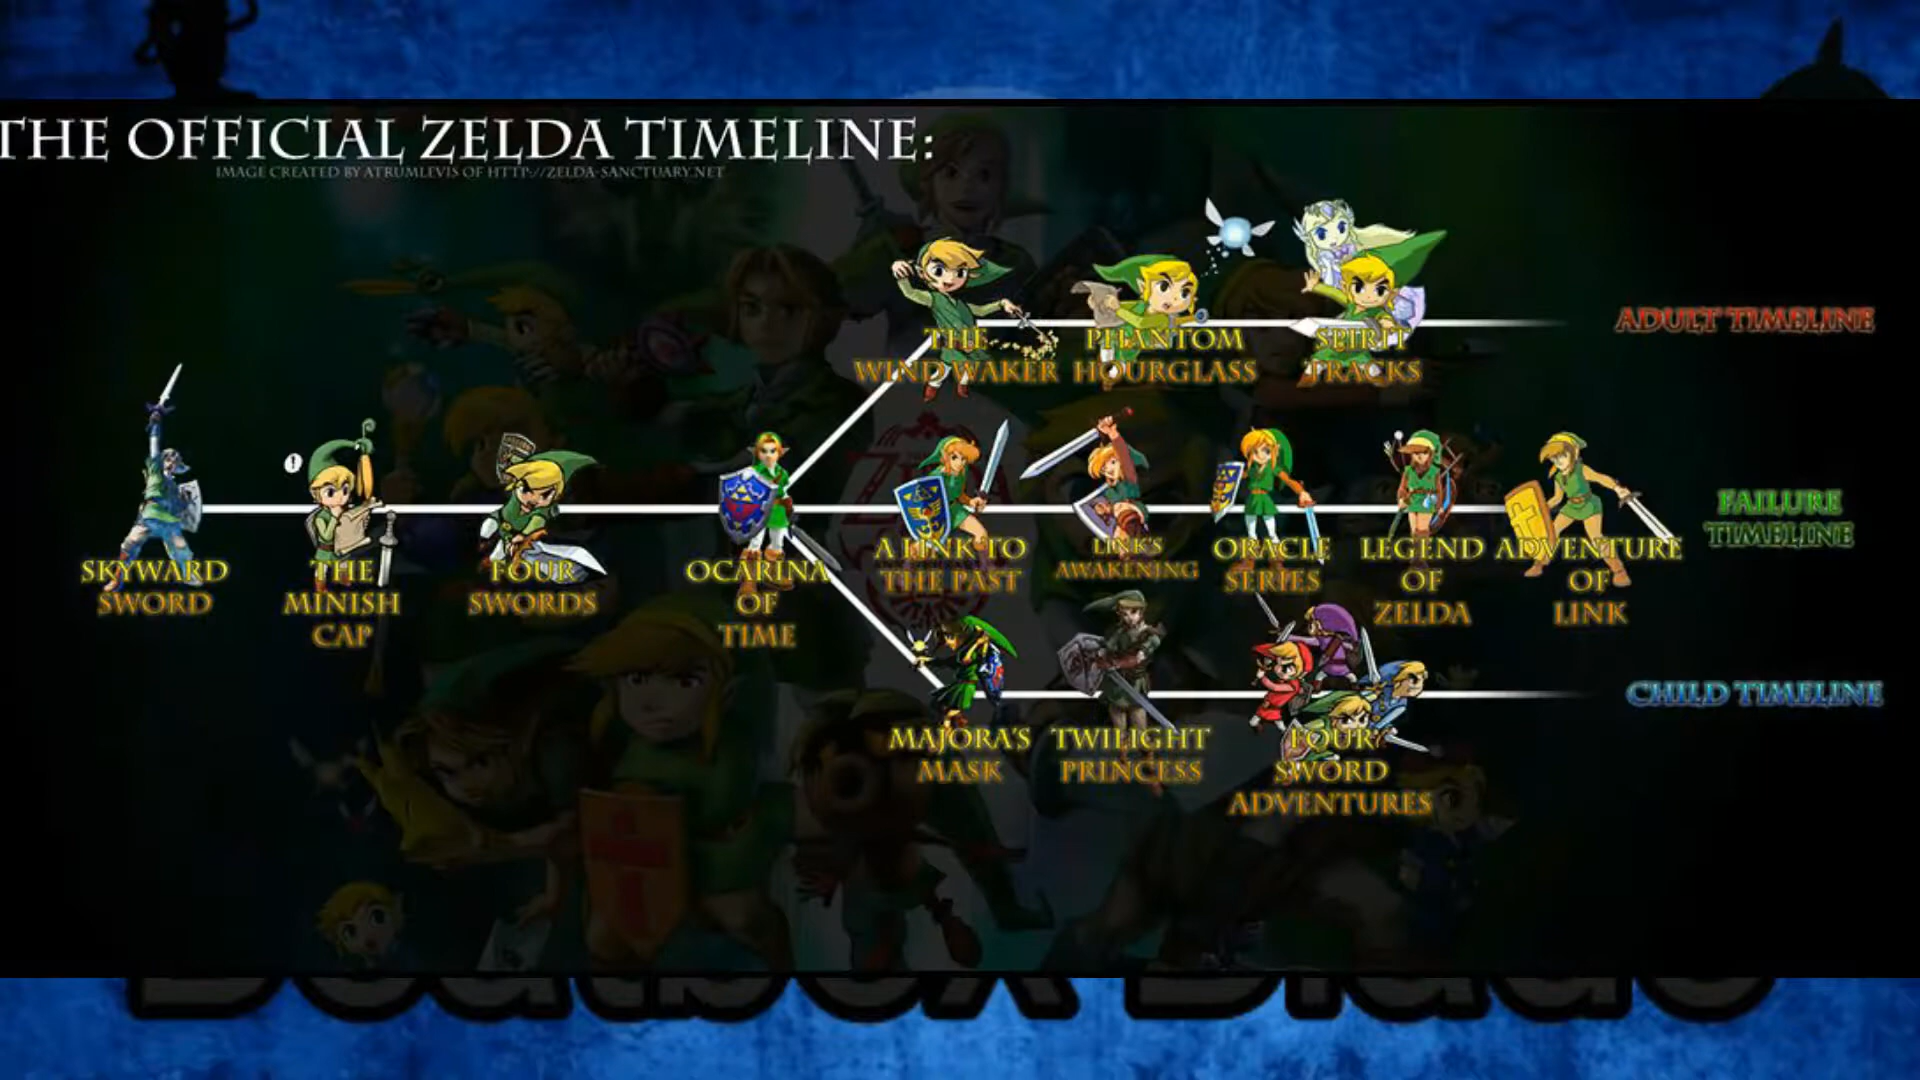 THE OFFICIAL ZELDA TIMELINE:
IMAGE CREATED BY ATRUMLEVIS OF HTTP://ZELDA-SANCTUARY.NET
THE
WIND WAKER
PHANTOM
HOURGLASS
SPIRIT
TRACKS
ADULT TIMELINE
!
SKYWARD
SWORD
THE
MINISH
CAP
FOUR
SWORDS
OCARINA
OF
TIME
A LINK TO
THE PAST
LINK'S
AWAKENING
ORACLE
SERIES
LEGEND
OF
ZELDA
ADVENTURE
OF
LINK
FAILURE
TIMELINE
MAJORA'S
MASK
TWILIGHT
PRINCESS
FOUR
SWORD
ADVENTURES
CHILD TIMELINE